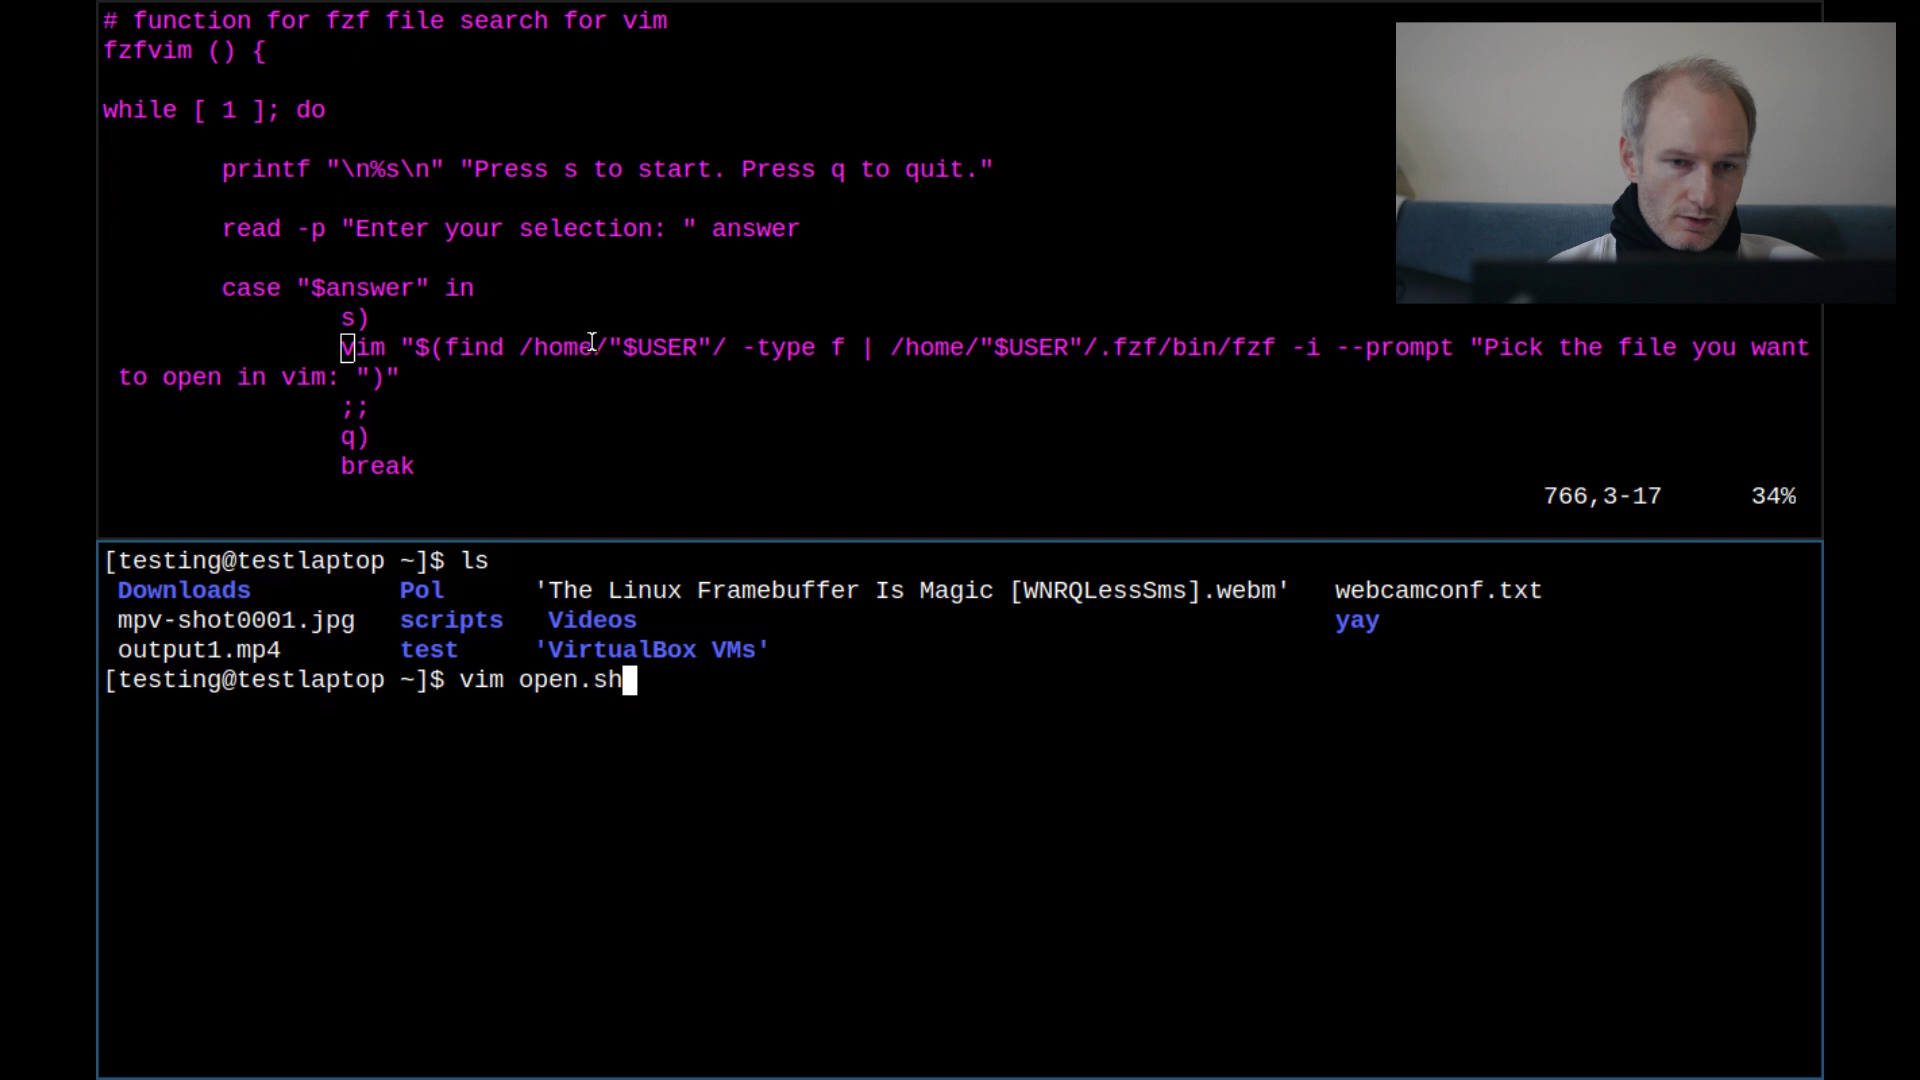 # function for fzf file search for vim
fzfvim () {
while [ 1 ]; do
printf "\n%s\n" "Press s to start. Press q to quit."
read -p "Enter your selection: " answer
case "$answer" in
s)
vim "$(find /home/"$USER"/ -type f | /home/"$USER"/.fzf/bin/fzf -i --prompt "Pick the file you want
to open in vim: ")"
;;
q)
break
766,3-17 34%
[testing@testlaptop ~]$ ls
Downloads Pol 'The Linux Framebuffer Is Magic [WNRQLessSms].webm' webcamconf.txt
mpv-shot0001.jpg scripts Videos yay
output1.mp4 test 'VirtualBox VMs'
[testing@testlaptop ~]$ vim open.sh